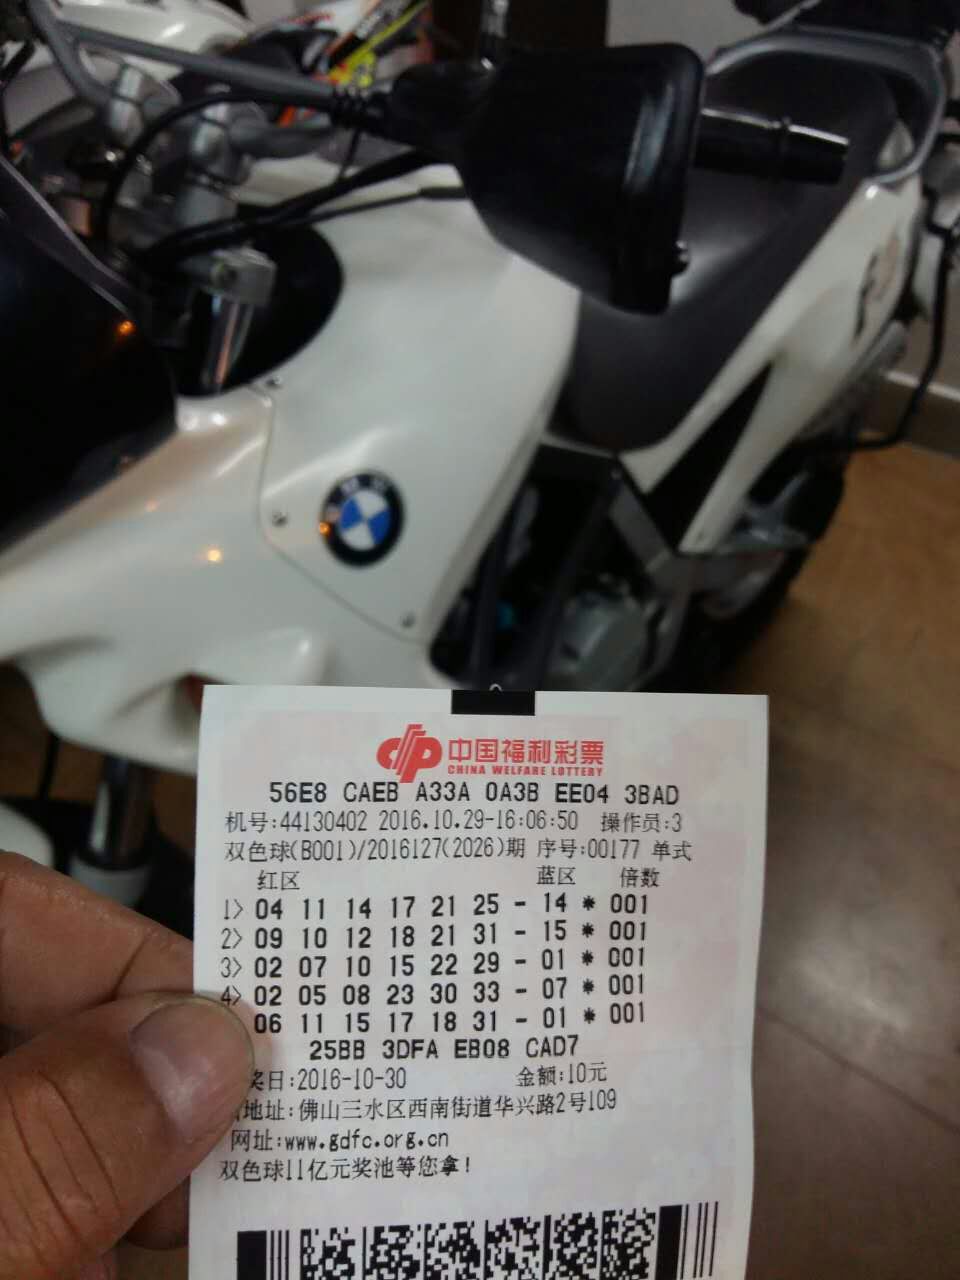 中国福利彩票
CHINA WELFARE LOTTERY
56E8 CAEB A33A 0A3B EE04 3BAD
机号:44130402 2016.10.29-16:06:50 操作员:3
双色球(B001)/2016127(2026)期 序号:00177 单式
红区 蓝区 倍数
1> 04 11 14 17 21 25 - 14 * 001
2> 09 10 12 18 21 31 - 15 * 001
3> 02 07 10 15 22 29 - 01 * 001
4> 02 05 08 23 30 33 - 07 * 001
06 11 15 17 18 31 - 01 * 001
25BB 3DFA EB08 CAD7
奖日:2016-10-30 金额:10元
地址:佛山三水区西南街道华兴路2号109
网址:www.gdfc.org.cn
双色球11亿元奖池等您拿!